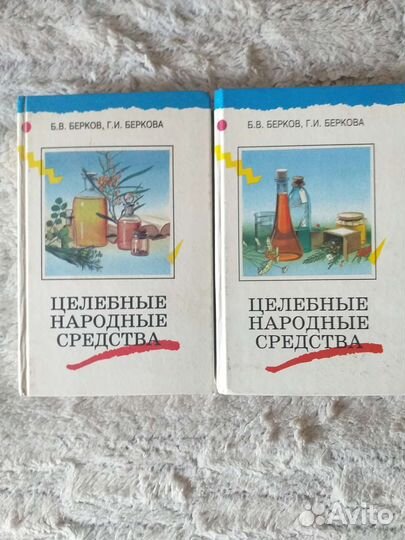 Б.В. БЕРКОВ, Г.И. БЕРКОВА
ЦЕЛЕБНЫЕ
НАРОДНЫЕ
СРЕДСТВА
Б.В. БЕРКОВ, Г.И. БЕРКОВА
ЦЕЛЕБНЫЕ
НАРОДНЫЕ
СРЕДСТВА
Avito